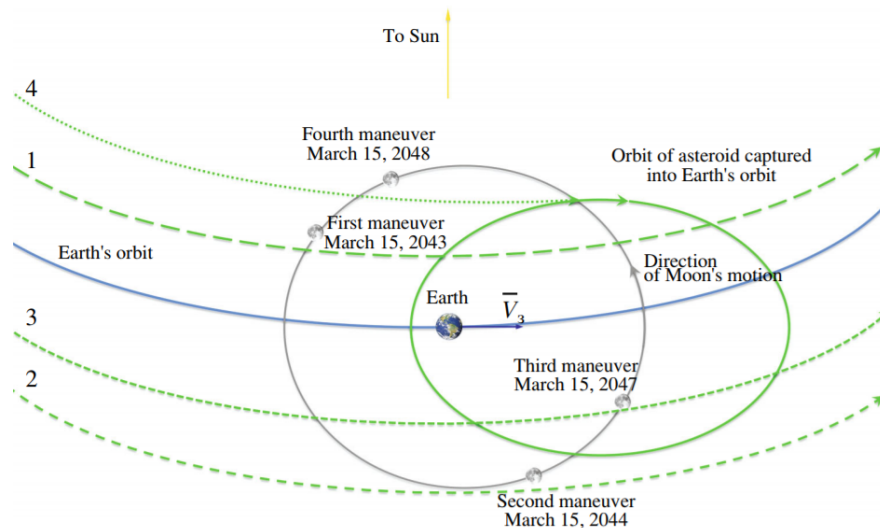 To Sun
4
Fourth maneuver
March 15, 2048
1
Orbit of asteroid captured
into Earth's orbit
First maneuver
March 15, 2043
Earth's orbit
Direction
of Moon's motion
Earth
V̅₃
3
Third maneuver
March 15, 2047
2
Second maneuver
March 15, 2044